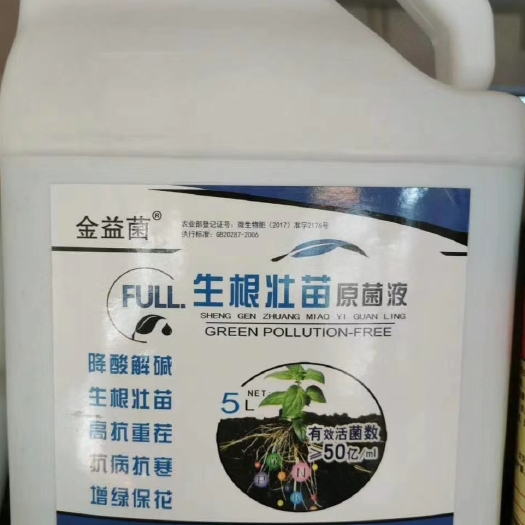 金益菌®
农业部登记证号：微生物肥（2017）准字2176号
执行标准：GB20287-2006
FULL.
生根壮苗原菌液
SHENG GEN ZHUANG MIAO YI GUAN LING
GREEN POLLUTION-FREE
降酸解碱
生根壮苗
高抗重茬
抗病抗寒
增绿保花
5 NET
L
有效活菌数
≥50亿/ml
N